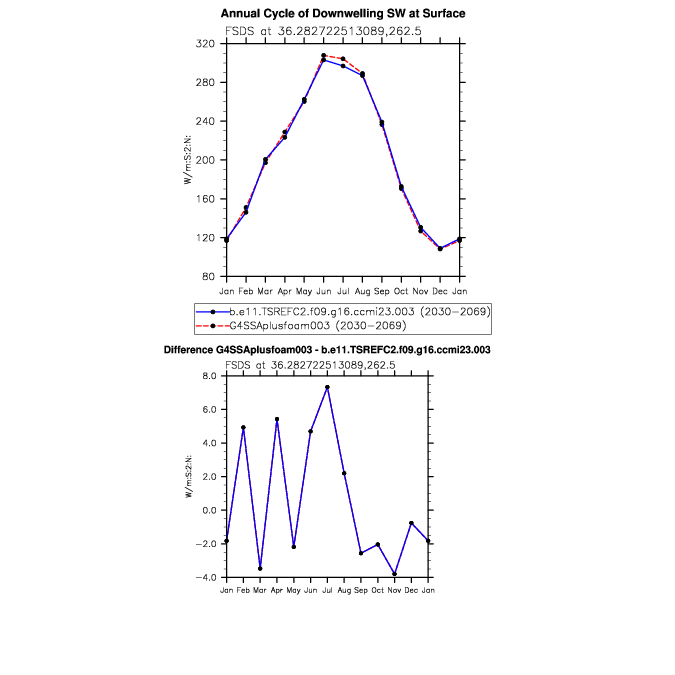 Annual Cycle of Downwelling SW at Surface
FSDS at 36.282722513089,262.5
320
280
240
200
160
120
80
W/m:S:2:N:
Jan Feb Mar Apr May Jun Jul Aug Sep Oct Nov Dec Jan
b.e11.TSREFC2.f09.g16.ccmi23.003 (2030-2069)
G4SSAplusfoam003 (2030-2069)
Difference G4SSAplusfoam003 - b.e11.TSREFC2.f09.g16.ccmi23.003
FSDS at 36.282722513089,262.5
8.0
6.0
4.0
2.0
0.0
-2.0
-4.0
W/m:S:2:N:
Jan Feb Mar Apr May Jun Jul Aug Sep Oct Nov Dec Jan